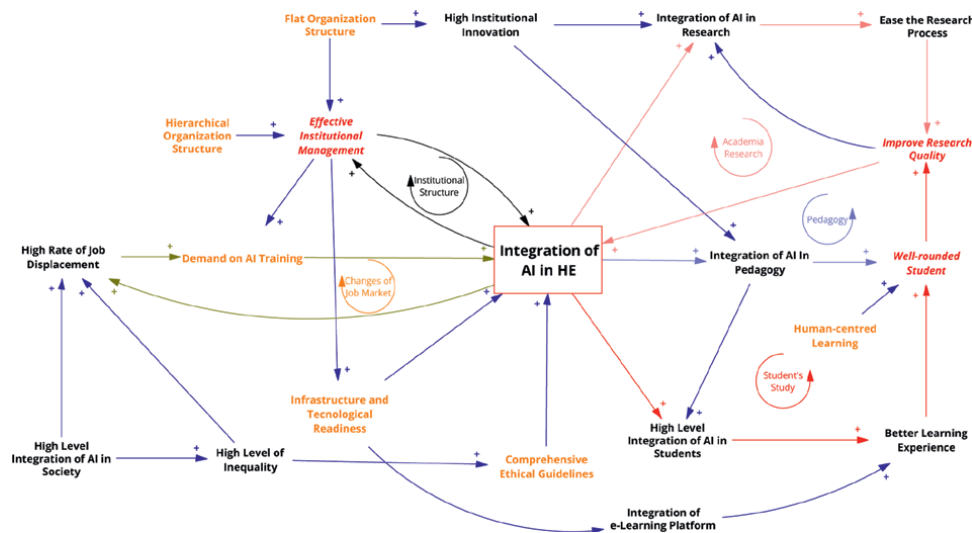 Flat Organization
Structure
High Institutional
Innovation
Integration of AI in
Research
Ease the Research
Process
Hierarchical
Organization
Structure
Effective
Institutional
Management
Institutional
Structure
Academia
Research
Improve Research
Quality
High Rate of Job
Displacement
Demand on AI Training
Changes of
Job Market
Integration of
AI in HE
Pedagogy
Integration of AI In
Pedagogy
Well-rounded
Student
Human-centred
Learning
Student's
Study
Infrastructure and
Tecnological
Readiness
High Level
Integration of AI in
Society
High Level of
Inequality
Comprehensive
Ethical Guidelines
High Level
Integration of AI in
Students
Better Learning
Experience
Integration of
e-Learning Platform